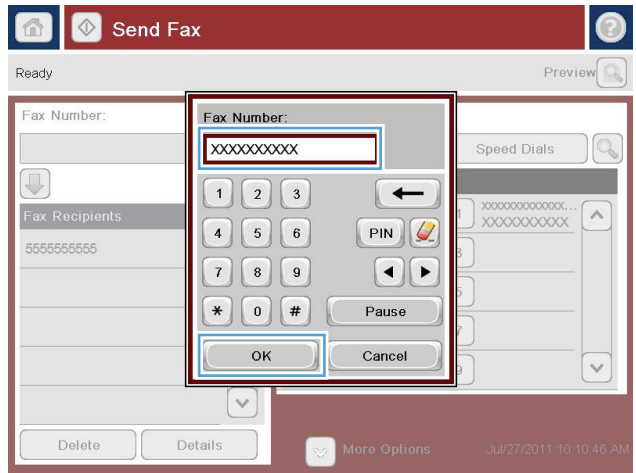 Send Fax
Ready
Preview
Fax Number:
Speed Dials
Fax Recipients
5555555555
Fax Number:
XXXXXXXXXX
1 2 3
4 5 6 PIN
7 8 9
* 0 # Pause
OK Cancel
1 XXXXXXXXXXXX...
XXXXXXXXXX
3
5
7
9
Delete Details
More Options
Jul/27/2011 10:10:46 AM